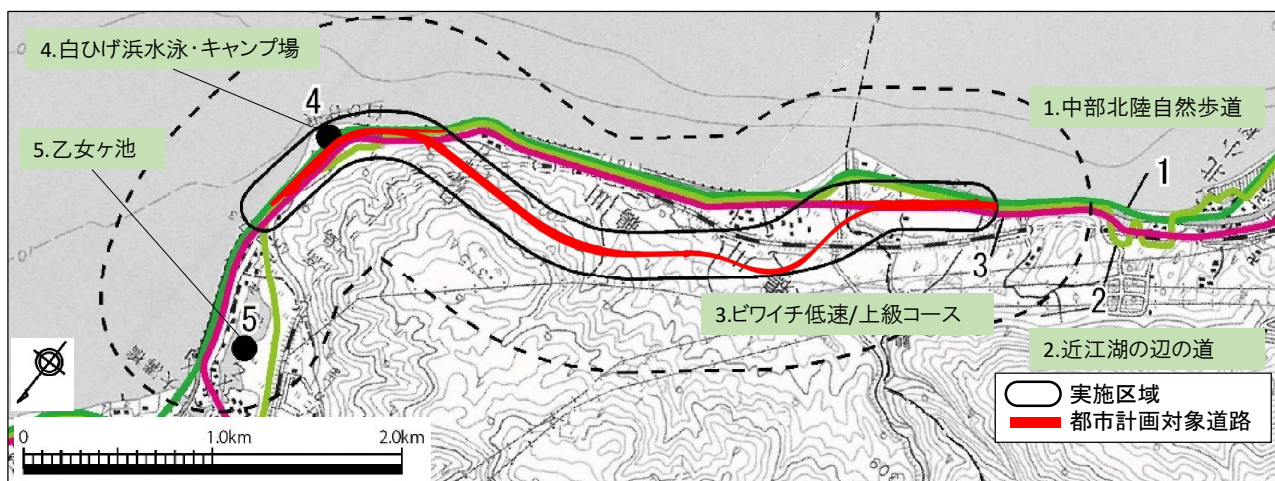 4.白ひげ浜水泳・キャンプ場
4
5.乙女ヶ池
1.中部北陸自然歩道
1
3
2
5
3.ビワイチ低速/上級コース
2.近江湖の辺の道
実施区域
都市計画対象道路
0
1.0km
2.0km